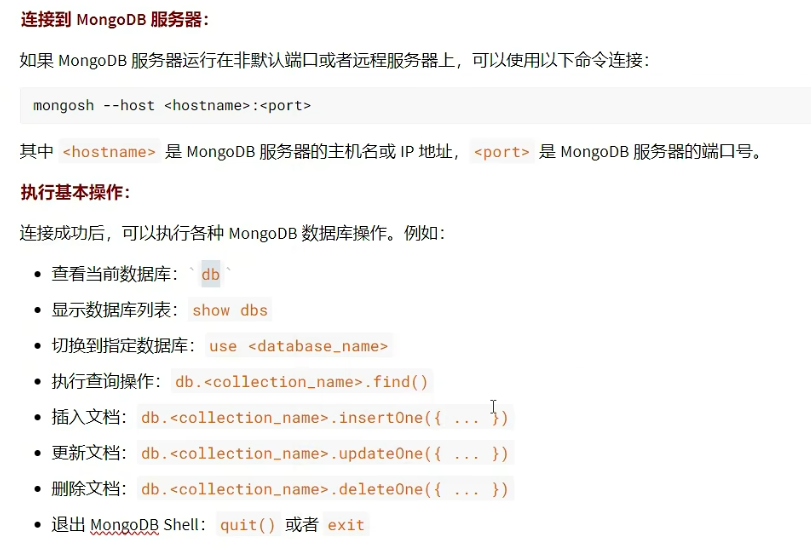 连接到 MongoDB 服务器：
如果 MongoDB 服务器运行在非默认端口或者远程服务器上，可以使用以下命令连接：
mongosh --host <hostname>:<port>
其中 <hostname> 是 MongoDB 服务器的主机名或 IP 地址， <port> 是 MongoDB 服务器的端口号。
执行基本操作：
连接成功后，可以执行各种 MongoDB 数据库操作。例如：
• 查看当前数据库：`db`
• 显示数据库列表： show dbs
• 切换到指定数据库： use <database_name>
• 执行查询操作： db.<collection_name>.find()
• 插入文档： db.<collection_name>.insertOne({ ... })
• 更新文档： db.<collection_name>.updateOne({ ... })
• 删除文档： db.<collection_name>.deleteOne({ ... })
• 退出 MongoDB Shell： quit() 或者 exit